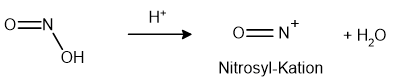 O=N
OH
H⁺
O=N⁺
+ H₂O
Nitrosyl-Kation